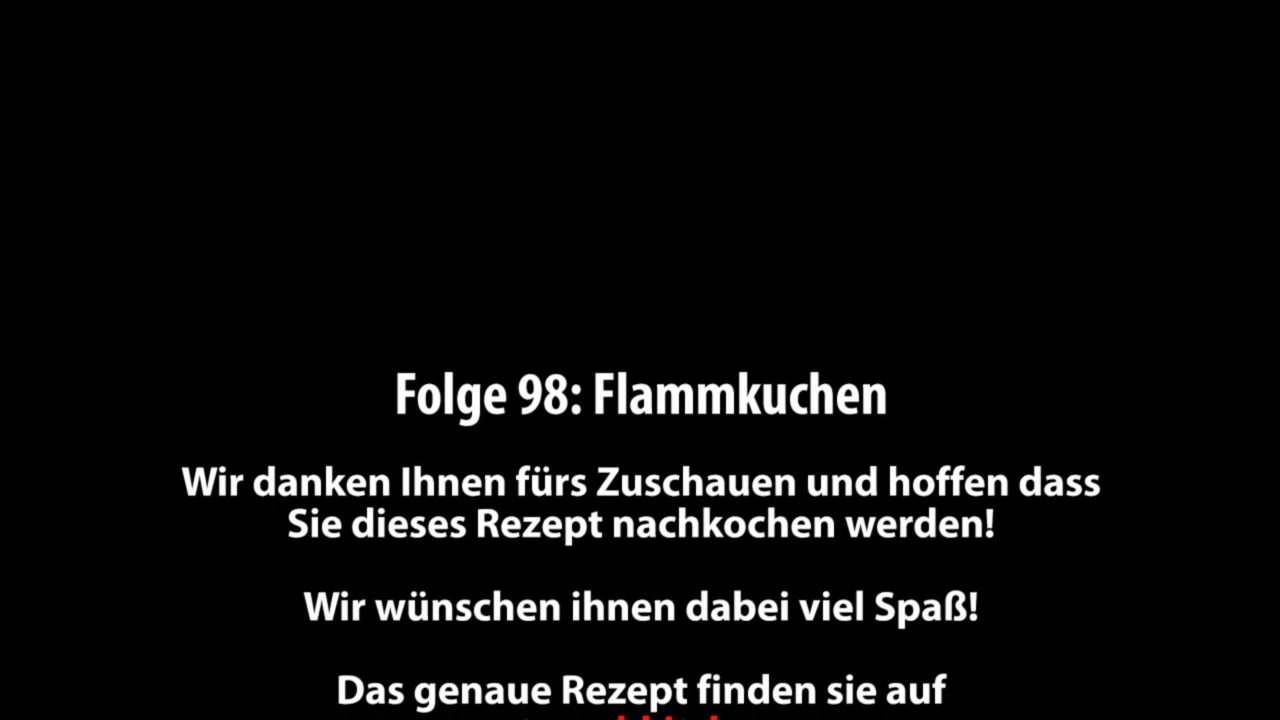 Folge 98: Flammkuchen
Wir danken Ihnen fürs Zuschauen und hoffen dass
Sie dieses Rezept nachkochen werden!
Wir wünschen ihnen dabei viel Spaß!
Das genaue Rezept finden sie auf